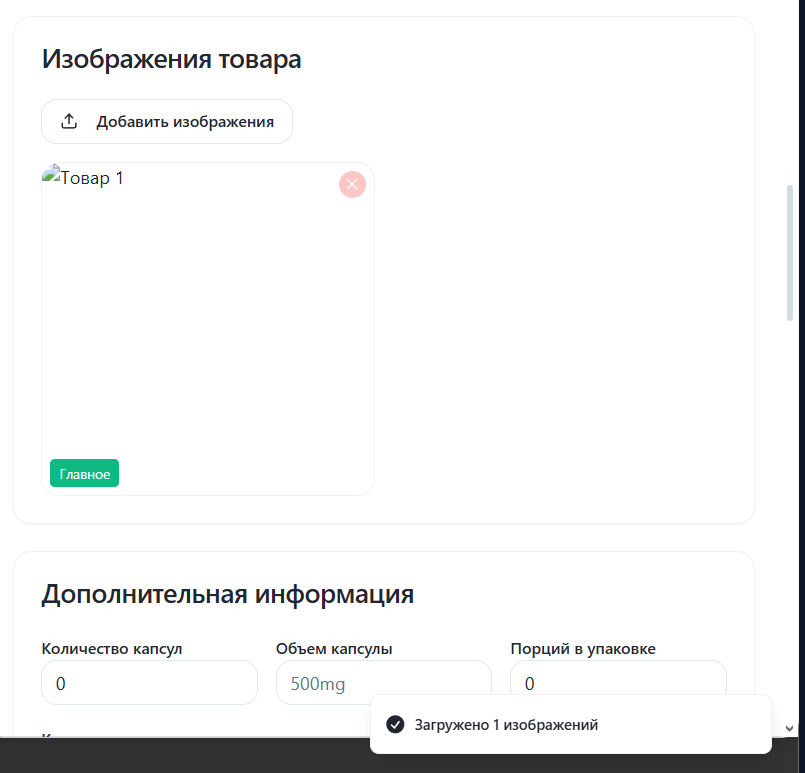 Изображения товара
Добавить изображения
Товар 1
Главное
Дополнительная информация
Количество капсул
Объем капсулы
Порций в упаковке
0
500mg
0
Загружено 1 изображений